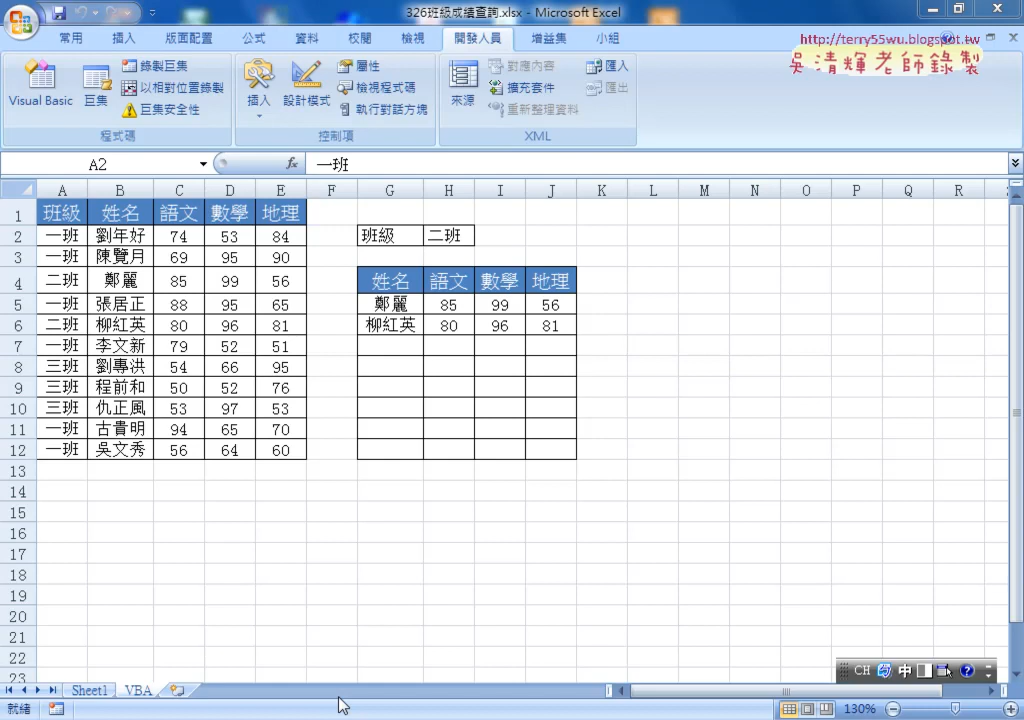 326班級成績查詢.xlsx - Microsoft Excel
常用 插入 版面配置 公式 資料 校閱 檢視 開發人員 增益集 小組
http://terry55wu.blogspot.tw
吳清輝老師錄製
Visual Basic 巨集 錄製巨集 以相對位置錄製 巨集安全性 程式碼
插入 設計模式 屬性 檢視程式碼 執行對話方塊 控制項
來源 對應內容 擴充套件 重新整理資料 匯入 匯出 XML
A2 fx 一班
A B C D E F G H I J K L M N O P Q R
1 班級 姓名 語文 數學 地理
2 一班 劉年好 74 53 84 班級 二班
3 一班 陳覽月 69 95 90
4 二班 鄭麗 85 99 56 姓名 語文 數學 地理
5 一班 張居正 88 95 65 鄭麗 85 99 56
6 二班 柳紅英 80 96 81 柳紅英 80 96 81
7 一班 李文新 79 52 51
8 三班 劉專洪 54 66 95
9 三班 程前和 50 52 76
10 三班 仇正風 53 97 53
11 一班 古貴明 94 65 70
12 一班 吳文秀 56 64 60
13
14
15
16
17
18
19
20
21
22
23
CH 中
Sheet1 VBA
就緒 130%